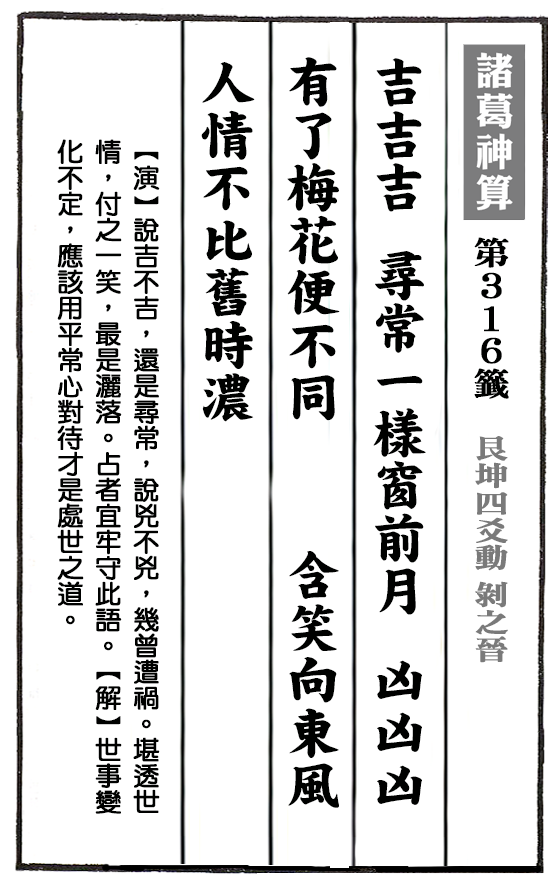 諸葛神算 第316籤 艮坤四爻動 剝之晉
吉吉吉 尋常一樣窗前月 凶凶凶
有了梅花便不同 含笑向東風
人情不比舊時濃
【演】說吉不吉，還是尋常，說兇不兇，幾曾遭禍。堪透世
情，付之一笑，最是灑落。占者宜牢守此語。【解】世事變
化不定，應該用平常心對待才是處世之道。